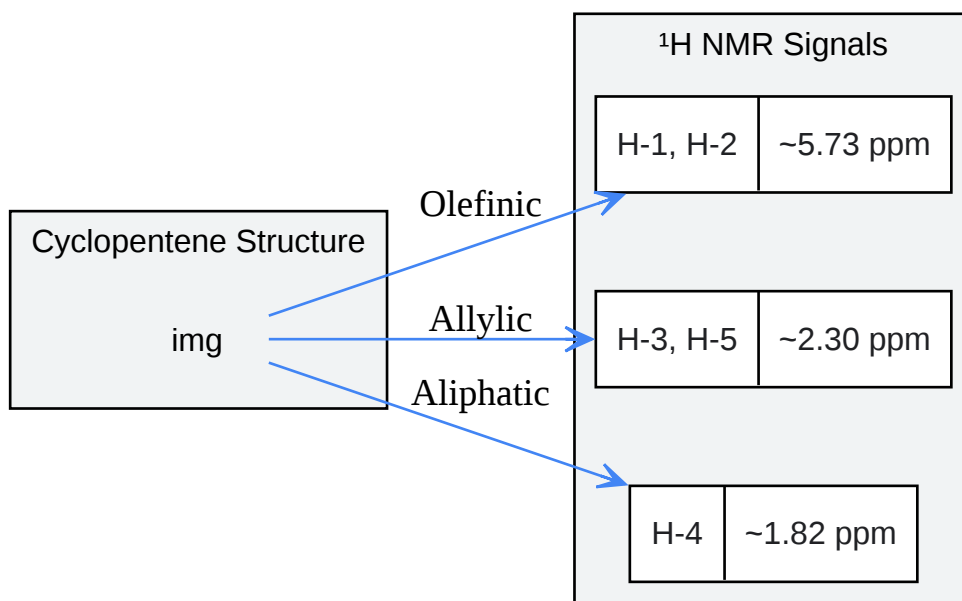 ¹H NMR Signals
H-1, H-2 ~5.73 ppm
Olefinic
Cyclopentene Structure
img
Allylic
H-3, H-5 ~2.30 ppm
Aliphatic
H-4 ~1.82 ppm